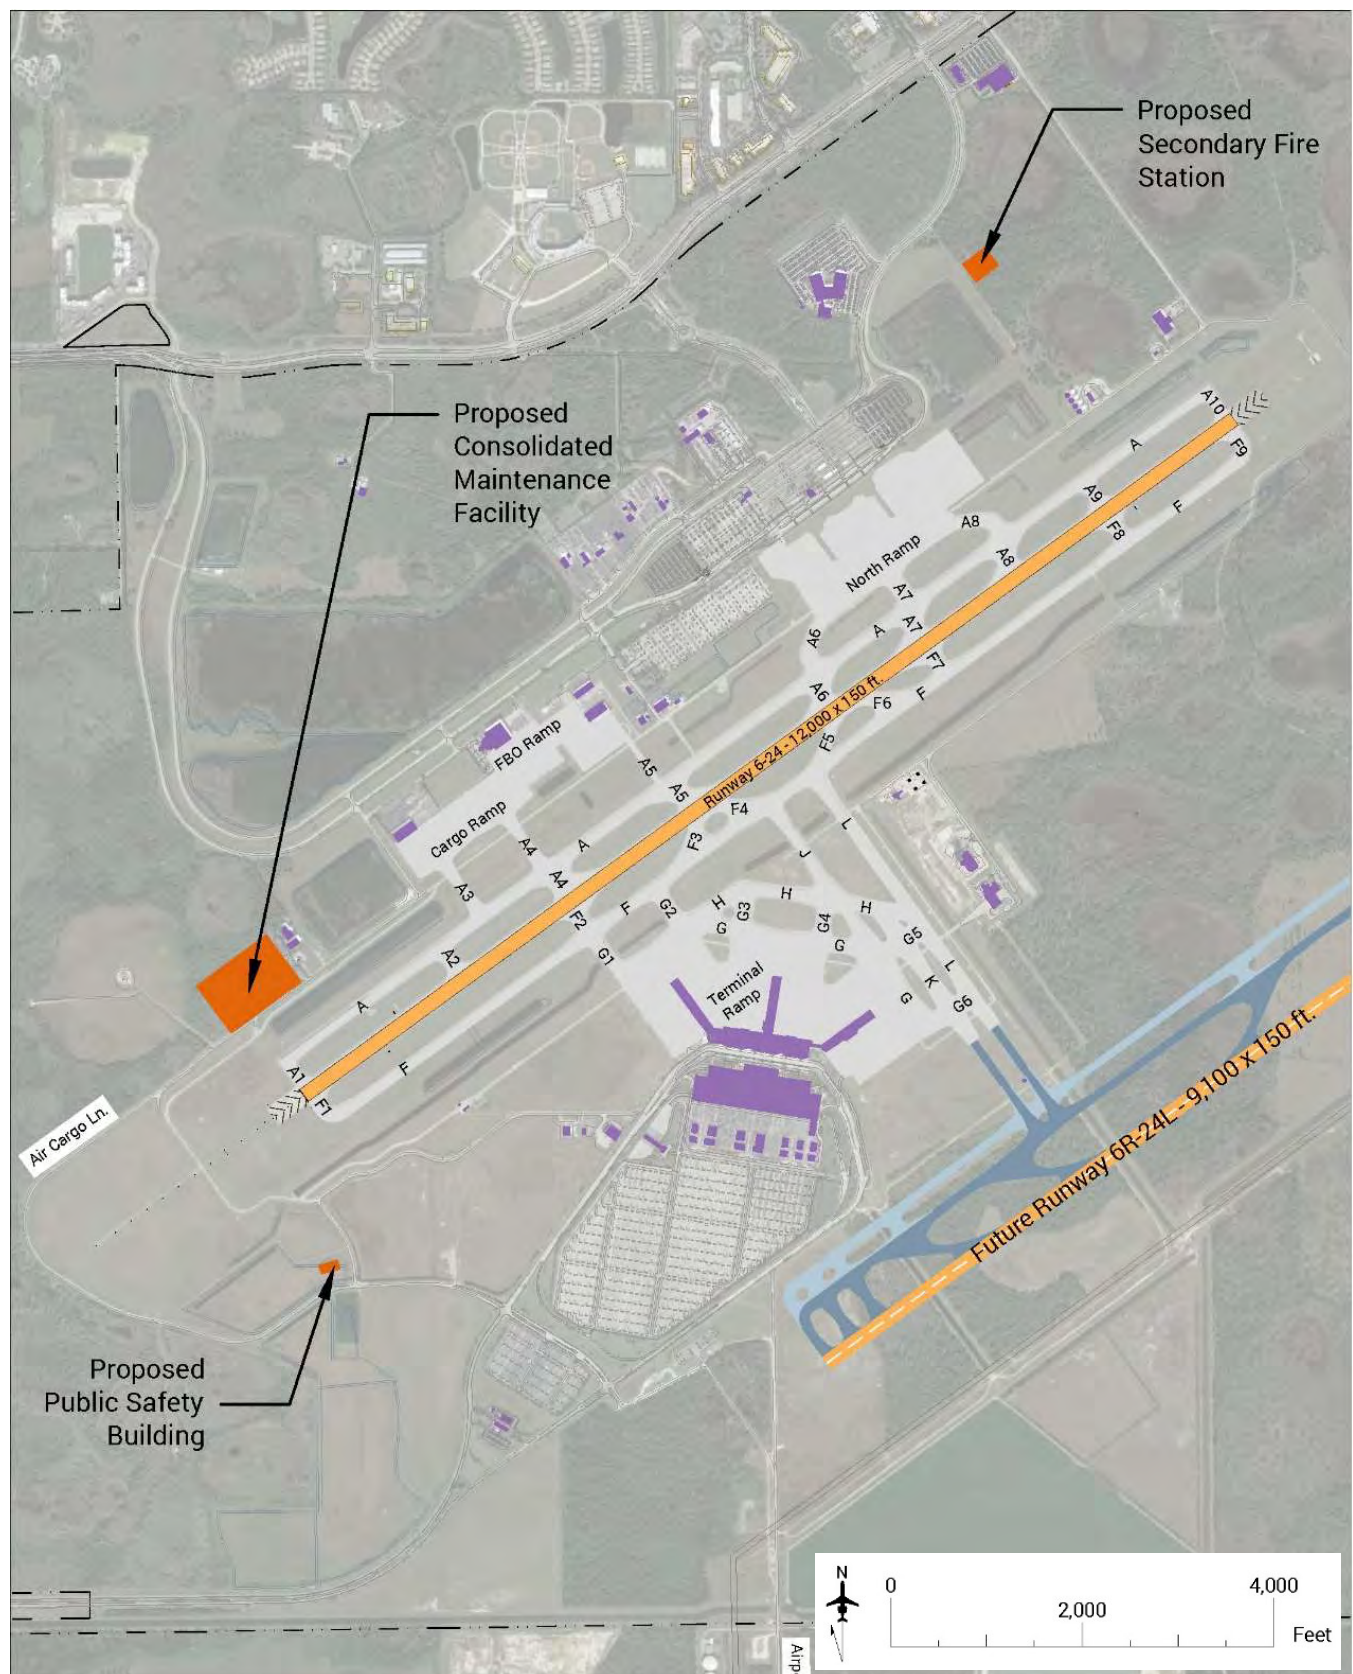 Proposed
Secondary Fire
Station
Proposed
Consolidated
Maintenance
Facility
A10
F9
A
A9
F
F8
A8
A8
North Ramp
A7
A7
A
A6
F7
A6
F
F6
Runway 6-24 - 12,000 x 150 ft.
F5
FBO Ramp
A5
A5
F4
Cargo Ramp
L
F3
A4
A
J
A4
A3
H
H
G2
F
G3
H
F2
G4
G
G
G5
A2
G1
L
K
Terminal
Ramp
G
G6
A
F
Future Runway 6R-24L - 9,100 x 150 ft.
A1
F1
Air Cargo Ln.
Proposed
Public Safety
Building
N
0
4,000
2,000
Feet